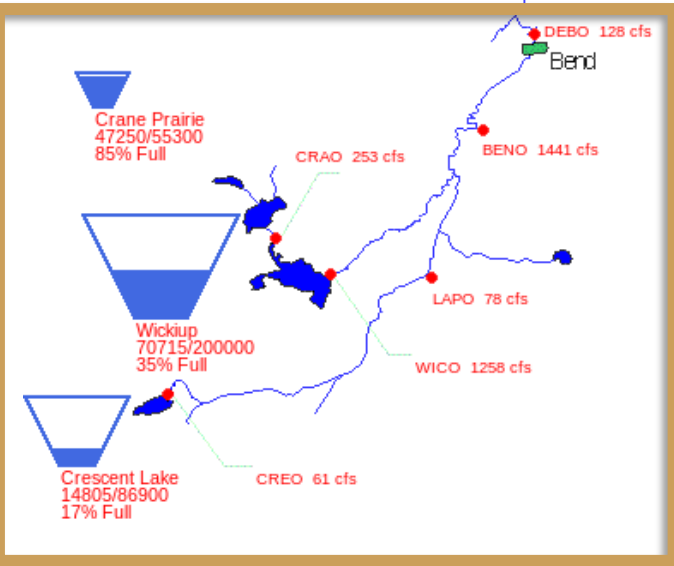 DEBO 128 cfs
Bend
Crane Prairie
47250/55300
85% Full
CRAO 253 cfs
BENO 1441 cfs
LAPO 78 cfs
Wickiup
70715/200000
35% Full
WICO 1258 cfs
Crescent Lake
14805/86900
17% Full
CREO 61 cfs